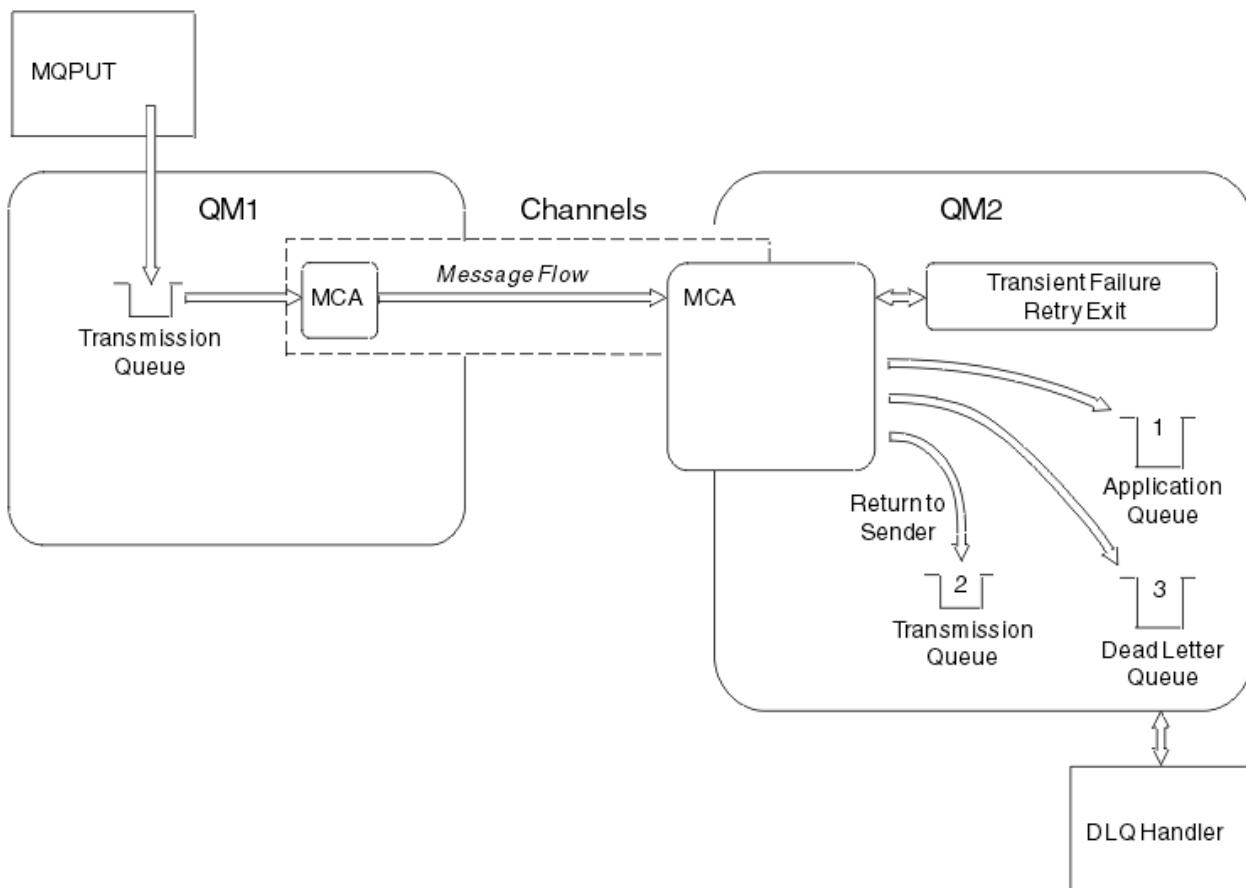 MQPUT
QM1
Channels
QM2
Message Flow
MCA
MCA
Transient Failure
Retry Exit
Transmission
Queue
1
Application
Queue
Return to
Sender
2
Transmission
Queue
3
Dead Letter
Queue
DLQ Handler